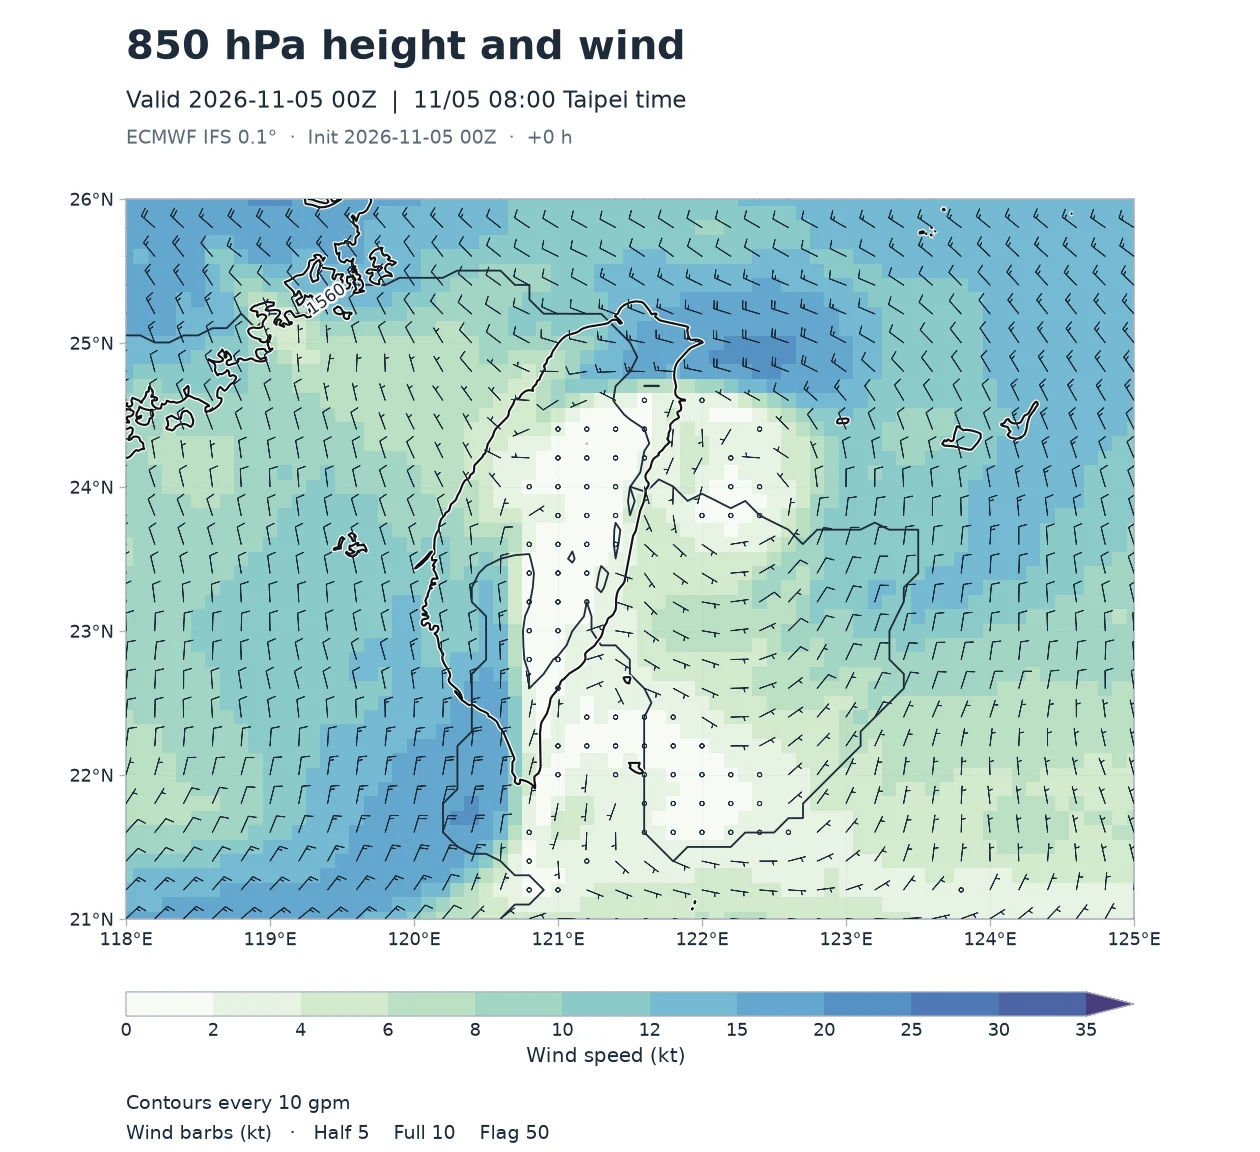 850 hPa height and wind
Valid 2026-11-05 00Z | 11/05 08:00 Taipei time
ECMWF IFS 0.1° · Init 2026-11-05 00Z · +0 h
26°N
25°N
24°N
23°N
22°N
21°N
1560
118°E 119°E 120°E 121°E 122°E 123°E 124°E 125°E
0 2 4 6 8 10 12 15 20 25 30 35
Wind speed (kt)
Contours every 10 gpm
Wind barbs (kt) · Half 5 Full 10 Flag 50